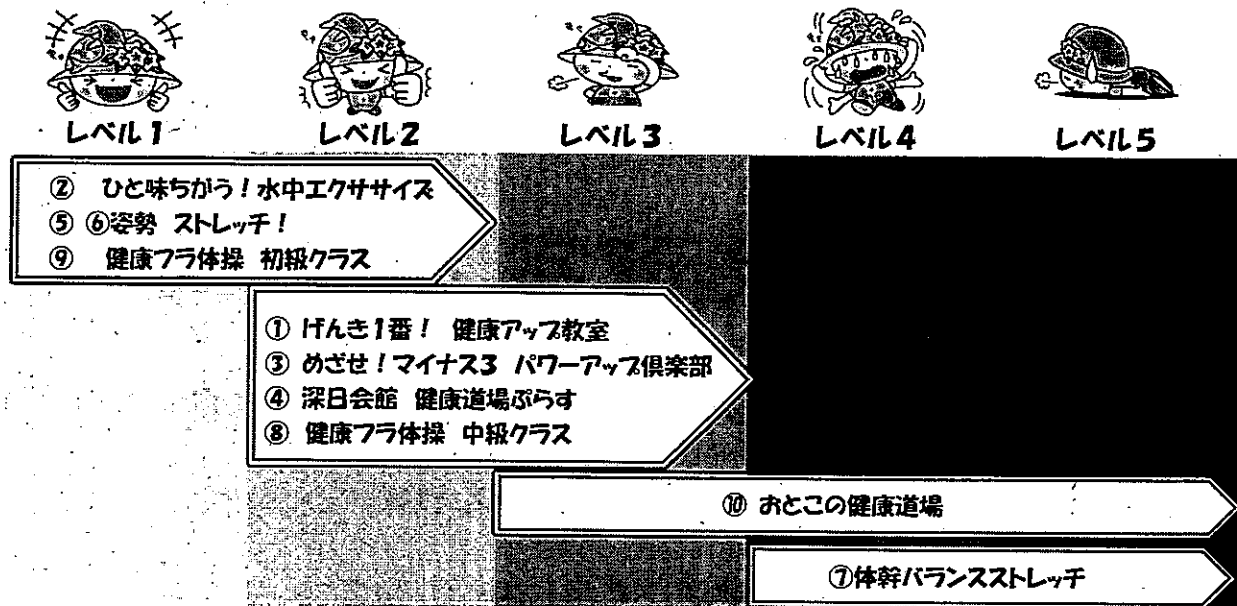 レベル1
レベル2
レベル3
レベル4
レベル5
② ひと味ちがう！水中エクササイズ
⑤ ⑥姿勢 ストレッチ！
⑨ 健康フラ体操 初級クラス
① げんき1番！ 健康アップ教室
③ めざせ！マイナス3 パワーアップ倶楽部
④ 深日会館 健康道場ぷらす
⑧ 健康フラ体操 中級クラス
⑩ おとこの健康道場
⑦体幹バランスストレッチ